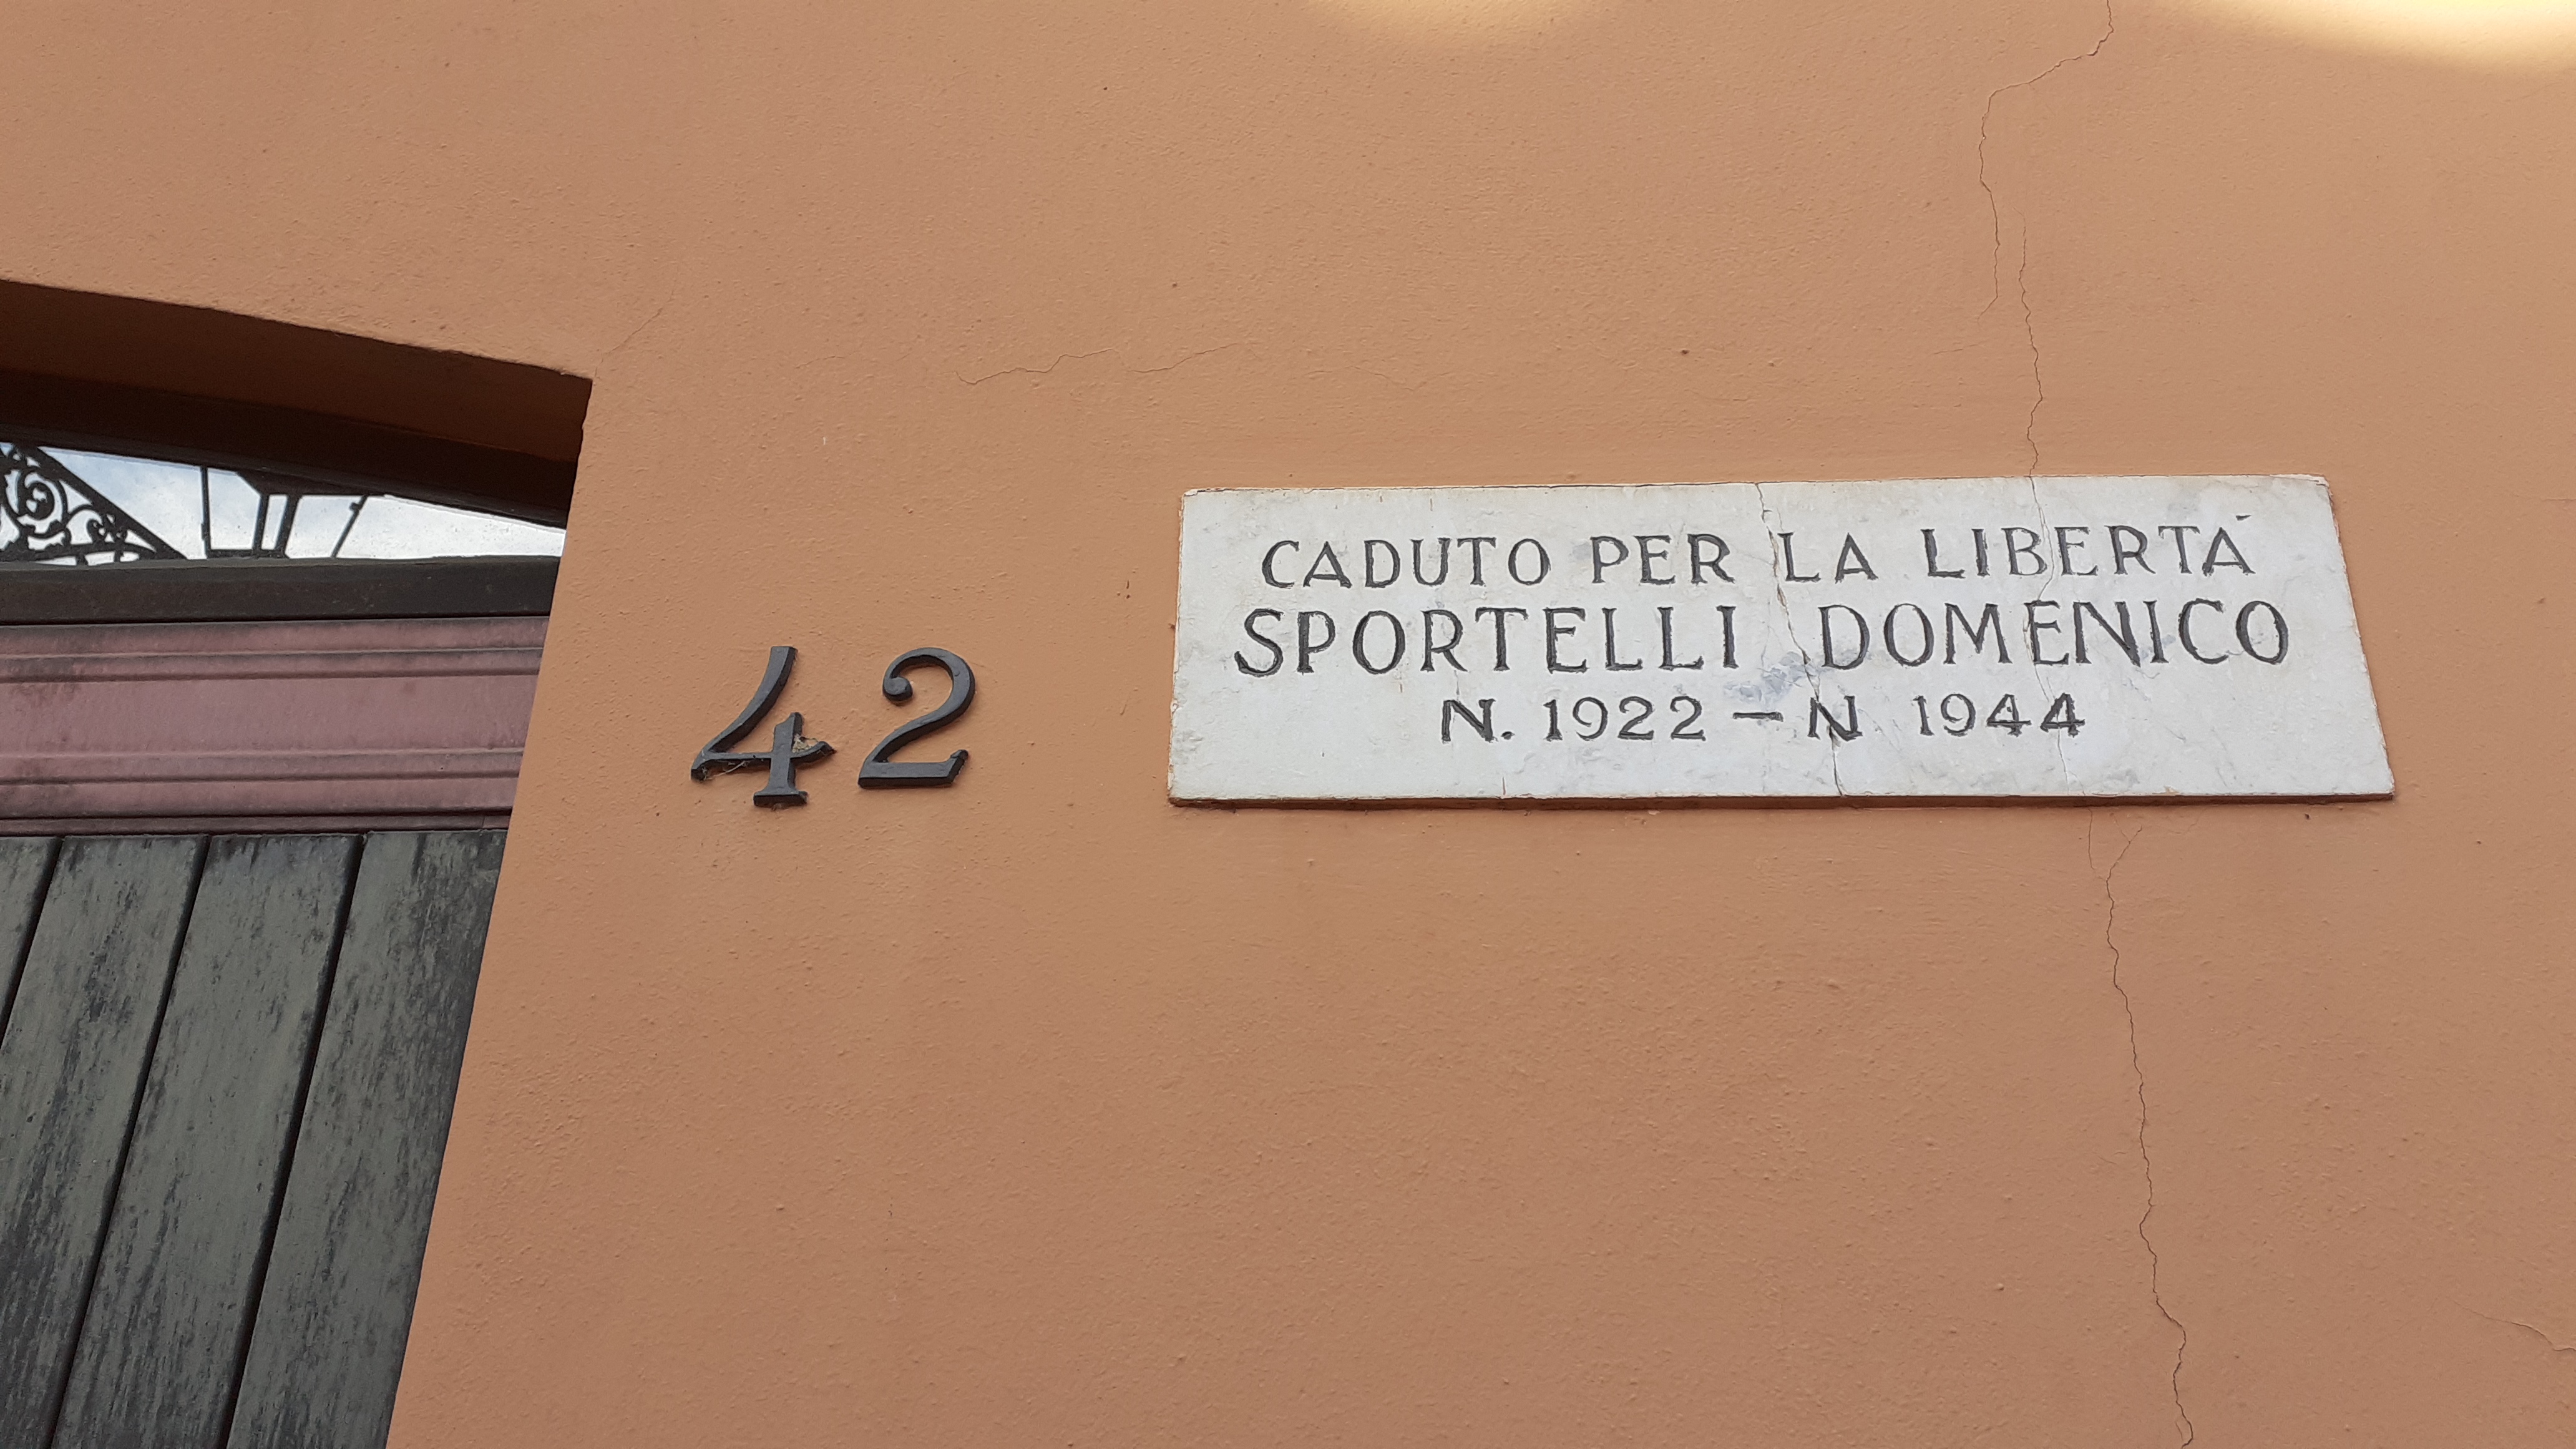 42
CADUTO PER LA LIBERTÀ
SPORTELLI DOMENICO
N. 1922 - N. 1944